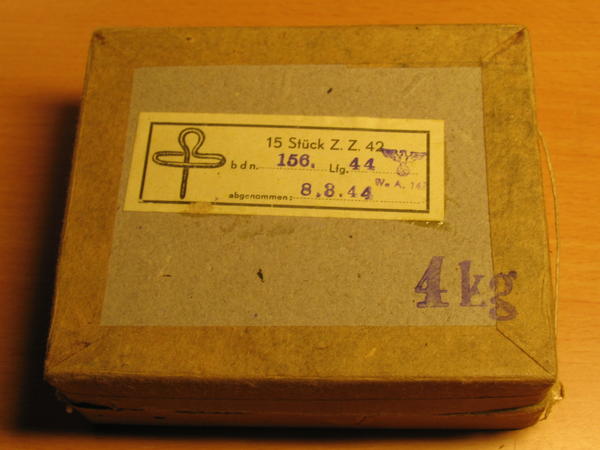 15 Stück Z. Z. 42
bdn. 156. Lfg. 44
abgenommen: 8.8.44
4kg